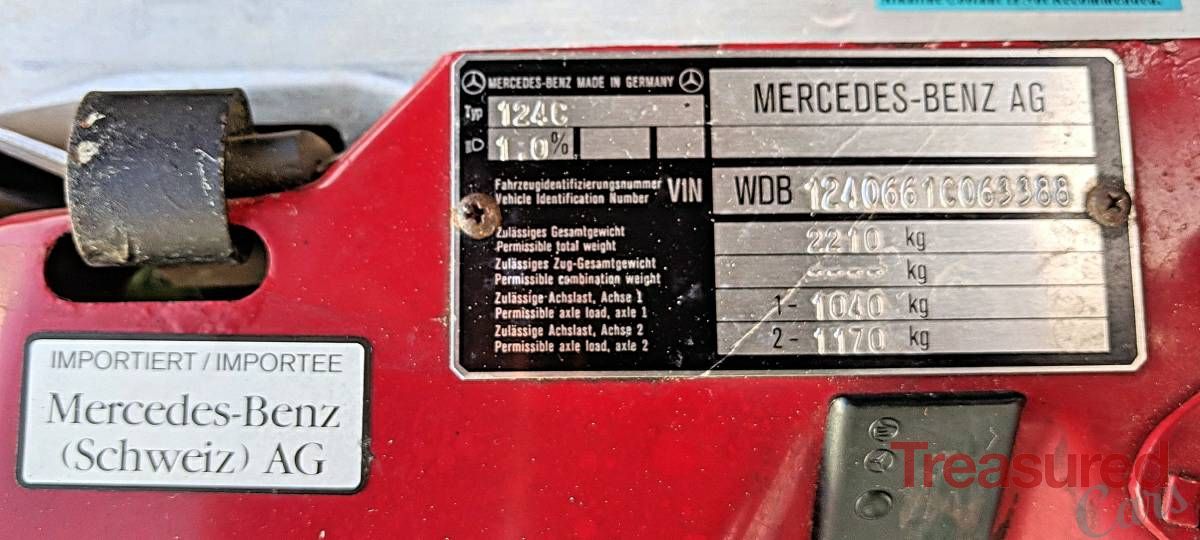 MERCEDES-BENZ MADE IN GERMANY
Typ 124C
1.0%
MERCEDES-BENZ AG
Fahrzeugidentifizierungsnummer
Vehicle Identification Number
VIN
WDB 1240661C063388
Zulässiges Gesamtgewicht
Permissible total weight
2210 kg
Zulässiges Zug-Gesamtgewicht
Permissible combination weight
---- kg
Zulässige Achslast, Achse 1
Permissible axle load, axle 1
1- 1040 kg
Zulässige Achslast, Achse 2
Permissible axle load, axle 2
2- 1170 kg
IMPORTIERT / IMPORTEE
Mercedes-Benz
(Schweiz) AG
Treasured
Cars